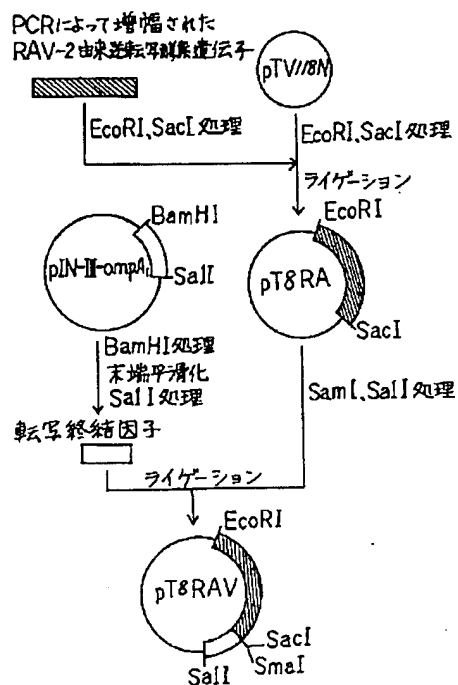 PCRによって増幅された
RAV-2由来逆転写酵素遺伝子
pTV118N
EcoRI、SacI処理
EcoRI、SacI処理
ライゲーション
EcoRI
BamHI
pIN-III-ompA1
SalI
pT8RA
SacI
BamHI処理
末端平滑化
SalI処理
SamI、SalI処理
転写終結因子
ライゲーション
EcoRI
pT8RAV
SacI
SmaI
SalI